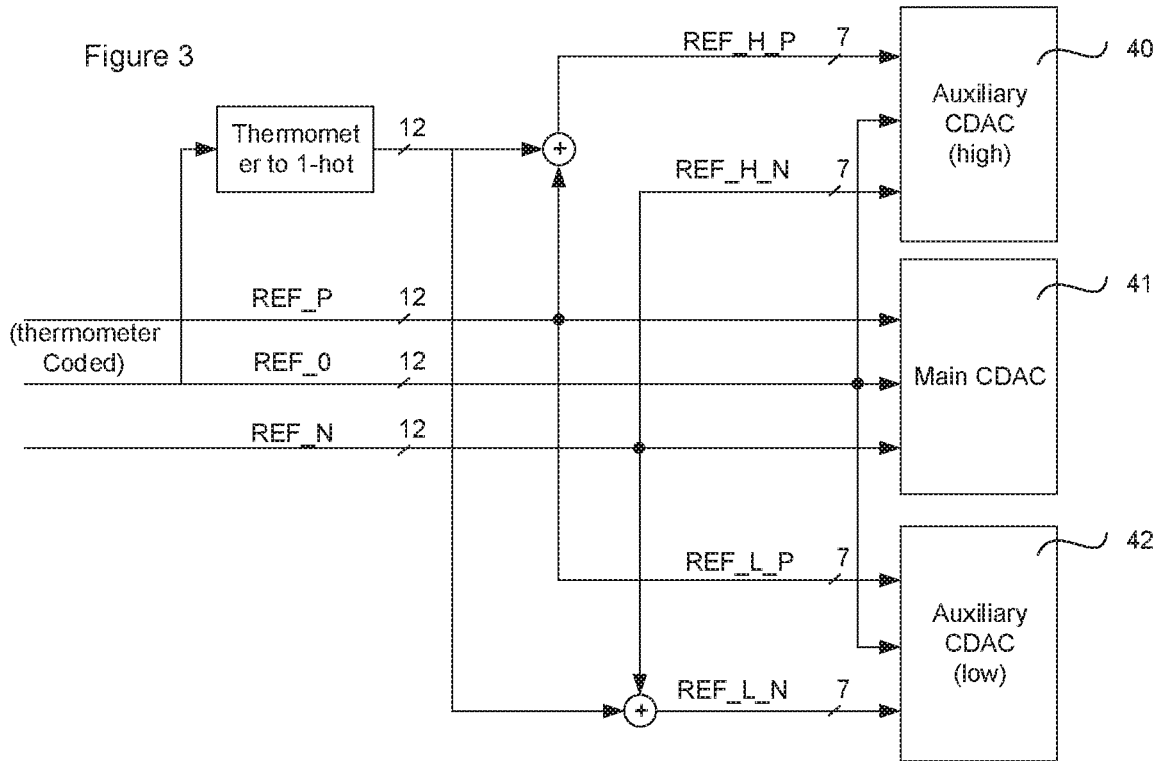 Figure 3
Thermomet
er to 1-hot
12
REF_H_P
7
REF_H_N
7
Auxiliary
CDAC
(high)
40
REF_P
12
(thermometer
Coded)
REF_0
12
REF_N
12
Main CDAC
41
REF_L_P
7
REF_L_N
7
Auxiliary
CDAC
(low)
42
+
+